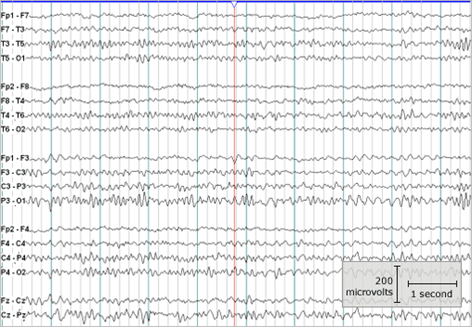 Fp1 - F7
F7 - T3
T3 - T5
T5 - O1
Fp2 - F8
F8 - T4
T4 - T6
T6 - O2
Fp1 - F3
F3 - C3
C3 - P3
P3 - O1
Fp2 - F4
F4 - C4
C4 - P4
P4 - O2
Fz - Cz
Cz - Pz
200
microvolts
1 second